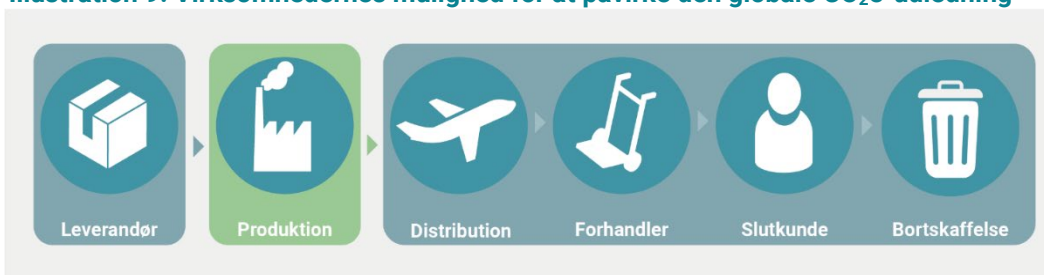 Illustration 9: Virksomhedernes mulighed for at påvirke den globale CO₂e-udledning
Leverandør
Produktion
Distribution
Forhandler
Slutkunde
Bortskaffelse